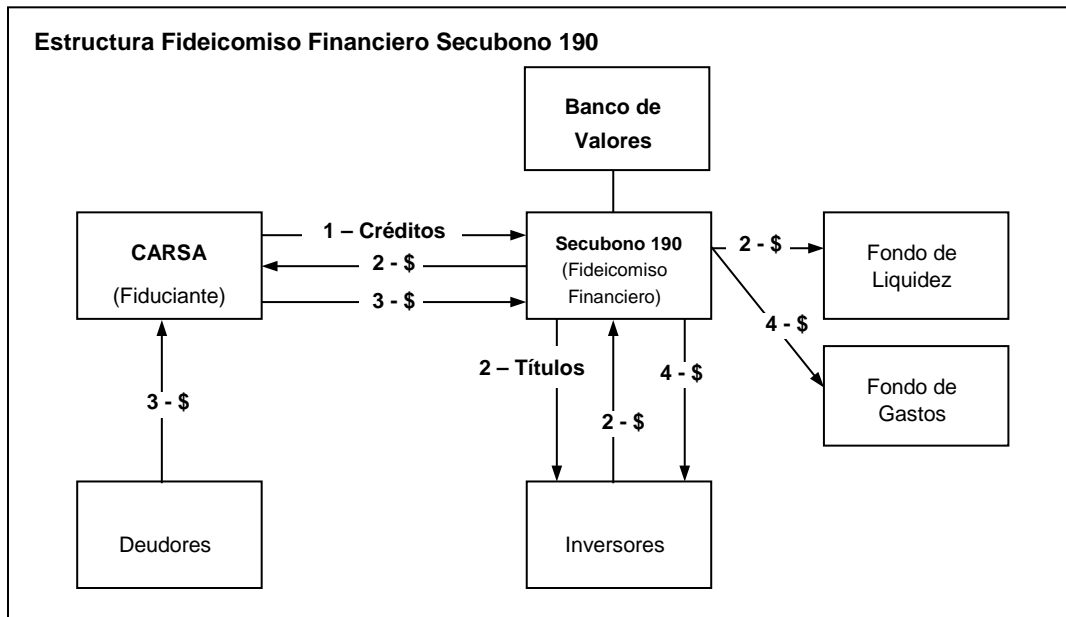 Estructura Fideicomiso Financiero Secubono 190
Banco de
Valores
CARSA
(Fiduciante)
1 – Créditos
2 - $
3 - $
Secubono 190
(Fideicomiso
Financiero)
2 - $
Fondo de
Liquidez
4 - $
Fondo de
Gastos
3 - $
2 – Títulos
2 - $
4 - $
Deudores
Inversores